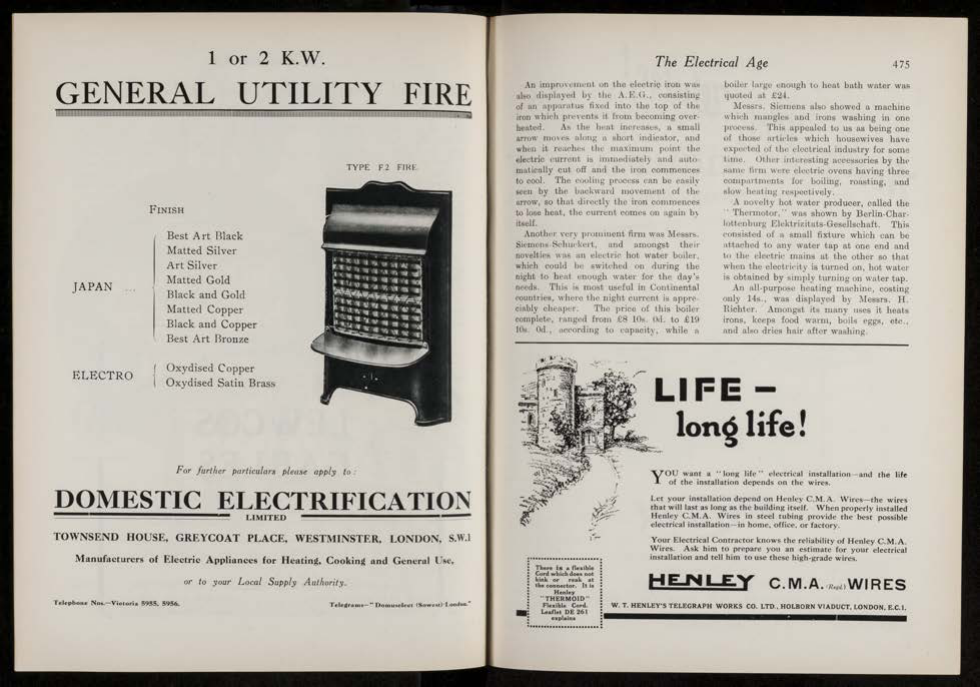 1 or 2 K.W.
GENERAL UTILITY FIRE
TYPE F2 FIRE
FINISH
JAPAN ...
Best Art Black
Matted Silver
Art Silver
Matted Gold
Black and Gold
Matted Copper
Black and Copper
Best Art Bronze
ELECTRO
Oxydised Copper
Oxydised Satin Brass
For further particulars please apply to:
DOMESTIC ELECTRIFICATION
LIMITED
TOWNSEND HOUSE, GREYCOAT PLACE, WESTMINSTER, LONDON, S.W.1
Manufacturers of Electric Appliances for Heating, Cooking and General Use,
or to your Local Supply Authority.
Telephone Nos.—Victoria 5955, 5956.
Telegrams—"Domuselect (Sowest) London"
The Electrical Age 475
An improvement on the electric iron was
also displayed by the A.E.G., consisting
of an apparatus fixed into the top of the
iron which prevents it from becoming over-
heated. As the heat increases, a small
arrow moves along a short indicator, and
when it reaches the maximum point the
electric current is immediately and auto-
matically cut off and the iron commences
to cool. The cooling process can be easily
seen by the backward movement of the
arrow, so that directly the iron commences
to lose heat, the current comes on again by
itself.
Another very prominent firm was Messrs.
Siemens-Schuckert, and amongst their
novelties was an electric hot water boiler,
which could be switched on during the
night to heat enough water for the day's
needs. This is most useful in Continental
countries, where the night current is appre-
ciably cheaper. The price of this boiler
complete, ranged from £8 10s. 0d. to £19
10s. 0d., according to capacity, while a
boiler large enough to heat bath water was
quoted at £24.
Messrs. Siemens also showed a machine
which mangles and irons washing in one
process. This appealed to us as being one
of those articles which housewives have
expected of the electrical industry for some
time. Other interesting accessories by the
same firm were electric ovens having three
compartments for boiling, roasting, and
slow heating respectively.
A novelty hot water producer, called the
"Thermotor," was shown by Berlin-Char-
lottenburg Elektrizitats-Gesellschaft. This
consisted of a small fixture which can be
attached to any water tap at one end and
to the electric mains at the other so that
when the electricity is turned on, hot water
is obtained by simply turning on water tap.
An all-purpose heating machine, costing
only 14s., was displayed by Messrs. H.
Richter. Amongst its many uses it heats
irons, keeps food warm, boils eggs, etc.,
and also dries hair after washing.
LIFE —
long life!
YOU want a "long life" electrical installation—and the life
of the installation depends on the wires.
Let your installation depend on Henley C.M.A. Wires—the wires
that will last as long as the building itself. When properly installed
Henley C.M.A. Wires in steel tubing provide the best possible
electrical installation—in home, office, or factory.
Your Electrical Contractor knows the reliability of Henley C.M.A.
Wires. Ask him to prepare you an estimate for your electrical
installation and tell him to use these high-grade wires.
There is a flexible
Cord which does not
kink or at
the connector. It is
Henley
"THERMOID"
Flexible Cord.
Leaflet DE 261
explains
HENLEY C.M.A. (Regd.) WIRES
W. T. HENLEY'S TELEGRAPH WORKS CO. LTD., HOLBORN VIADUCT, LONDON, E.C.1.